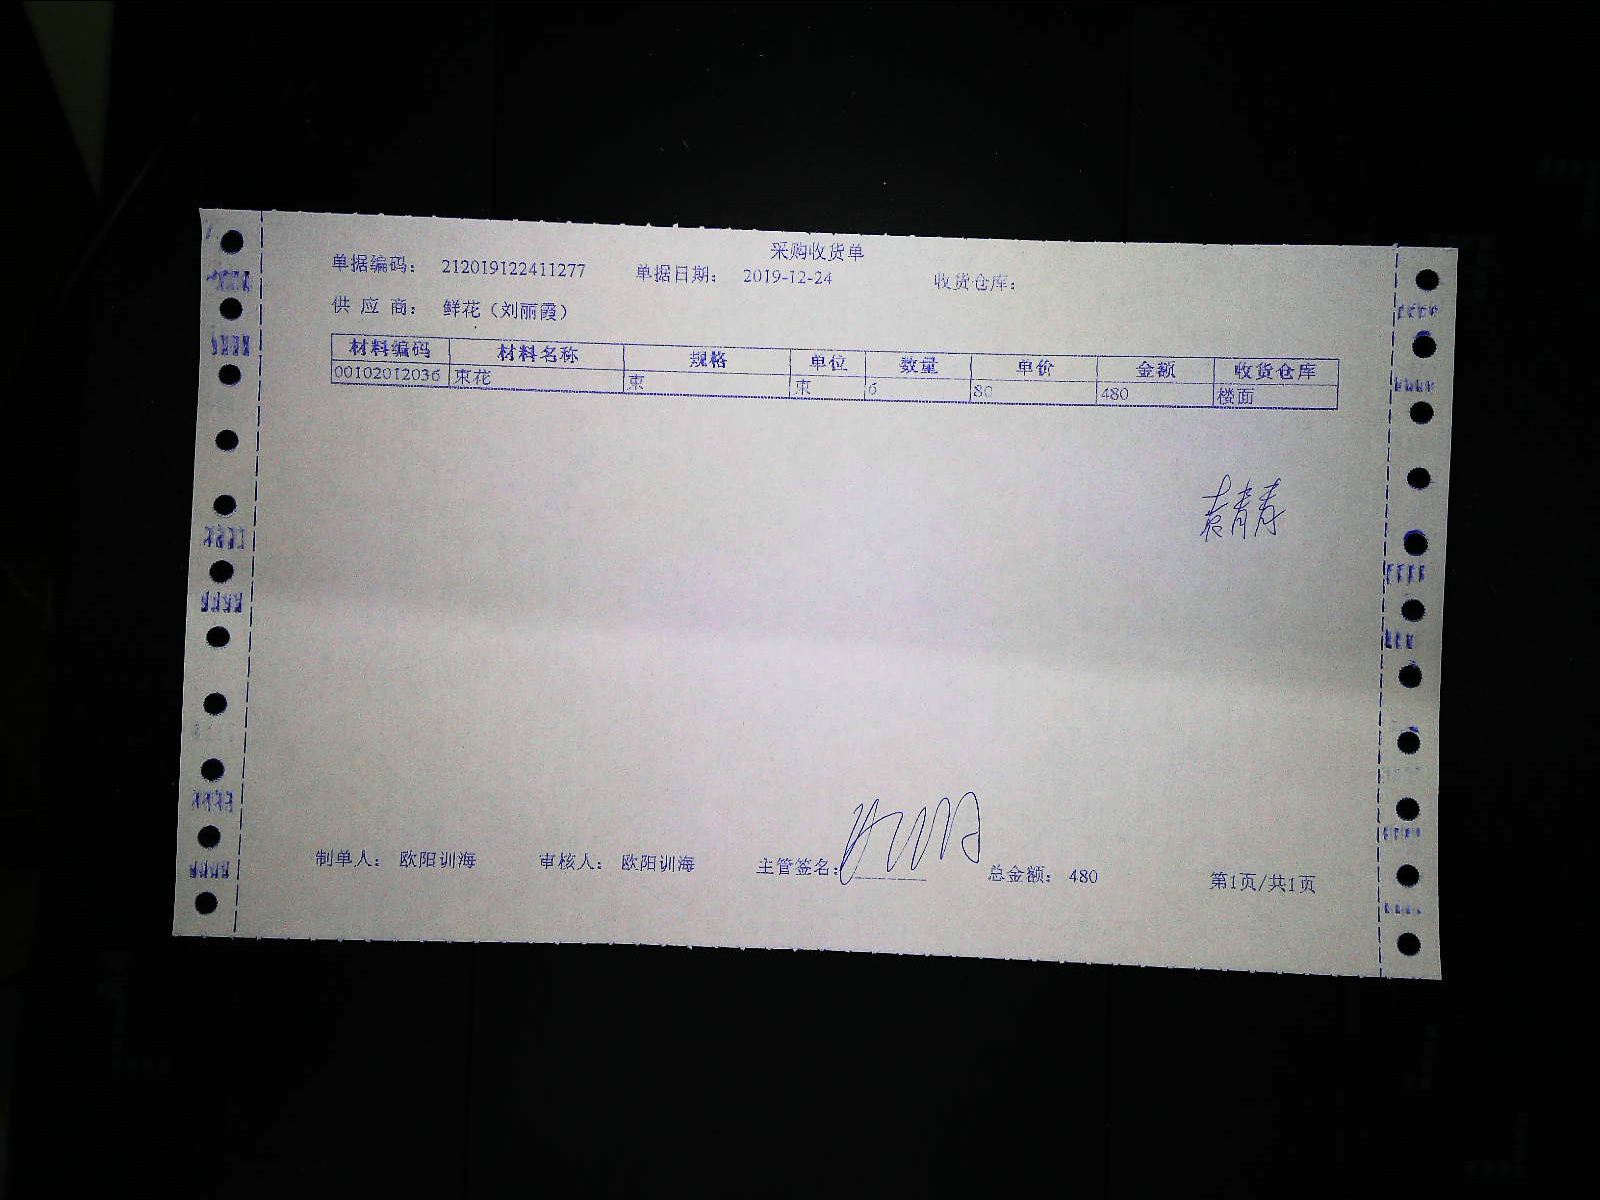 采购收货单
单据编码: 212019122411277 单据日期: 2019-12-24 收货仓库:
供 应 商: 鲜花(刘丽霞)
材料编码 材料名称 规格 单位 数量 单价 金额 收货仓库
00102012036 束花 束 束 6 80 480 楼面
袁青青
制单人: 欧阳训海 审核人: 欧阳训海 主管签名: 总金额: 480 第1页/共1页